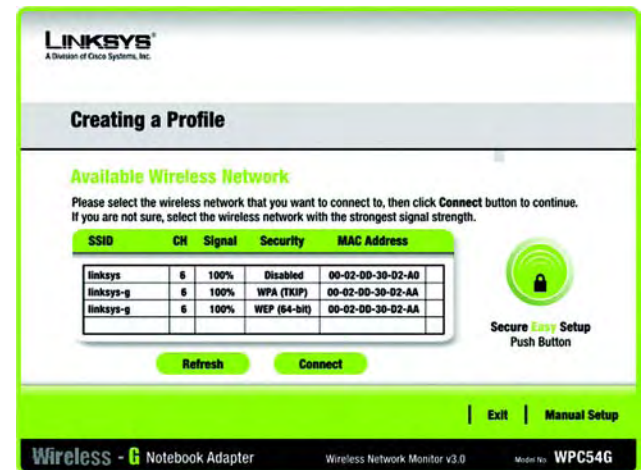 LINKSYS®
A Division of Cisco Systems, Inc.
Creating a Profile
Available Wireless Network
Please select the wireless network that you want to connect to, then click Connect button to continue.
If you are not sure, select the wireless network with the strongest signal strength.
SSID CH Signal Security MAC Address
linksys 6 100% Disabled 00-02-DD-30-D2-A0
linksys-g 6 100% WPA (TKIP) 00-02-DD-30-D2-AA
linksys-g 6 100% WEP (64-bit) 00-02-DD-30-D2-AA
Secure Easy Setup
Push Button
Refresh Connect
Exit Manual Setup
Wireless - G Notebook Adapter Wireless Network Monitor v3.0 Model No. WPC54G